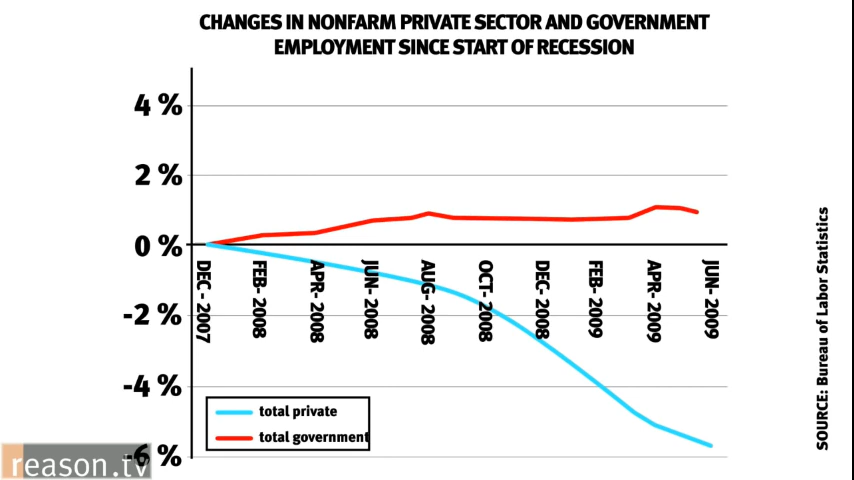 CHANGES IN NONFARM PRIVATE SECTOR AND GOVERNMENT
EMPLOYMENT SINCE START OF RECESSION
4 %
2 %
0 %
-2 %
-4 %
-6 %
DEC - 2007
FEB- 2008
APR- 2008
JUN- 2008
AUG- 2008
OCT- 2008
DEC- 2008
FEB- 2009
APR- 2009
JUN- 2009
total private
total government
SOURCE: Bureau of Labor Statistics
reason.tv